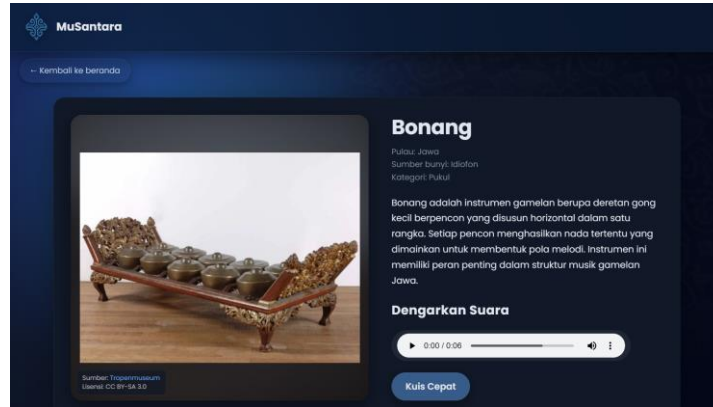 MuSantara
← Kembali ke beranda
Bonang
Pulau: Jawa
Sumber bunyi: Idiofon
Kategori: Pukul
Bonang adalah instrumen gamelan berupa deretan gong
kecil berpencon yang disusun horizontal dalam satu
rangka. Setiap pencon menghasilkan nada tertentu yang
dimainkan untuk membentuk pola melodi. Instrumen ini
memiliki peran penting dalam struktur musik gamelan
Jawa.
Dengarkan Suara
0:00 / 0:06
Kuis Cepat
Sumber: Tropenmuseum
Lisensi: CC BY-SA 3.0